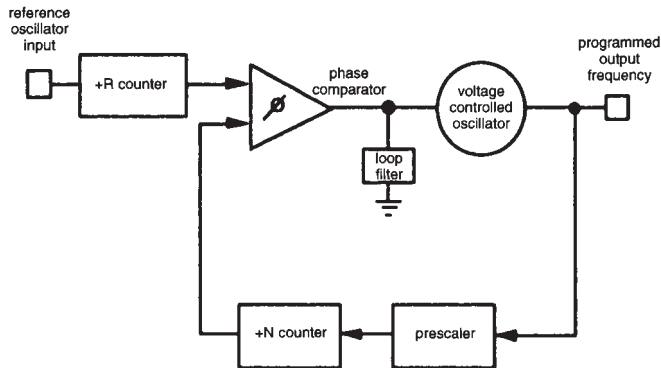 reference
oscillator
input
+R counter
phase
comparator
voltage
controlled
oscillator
programmed
output
frequency
loop
filter
+N counter
prescaler